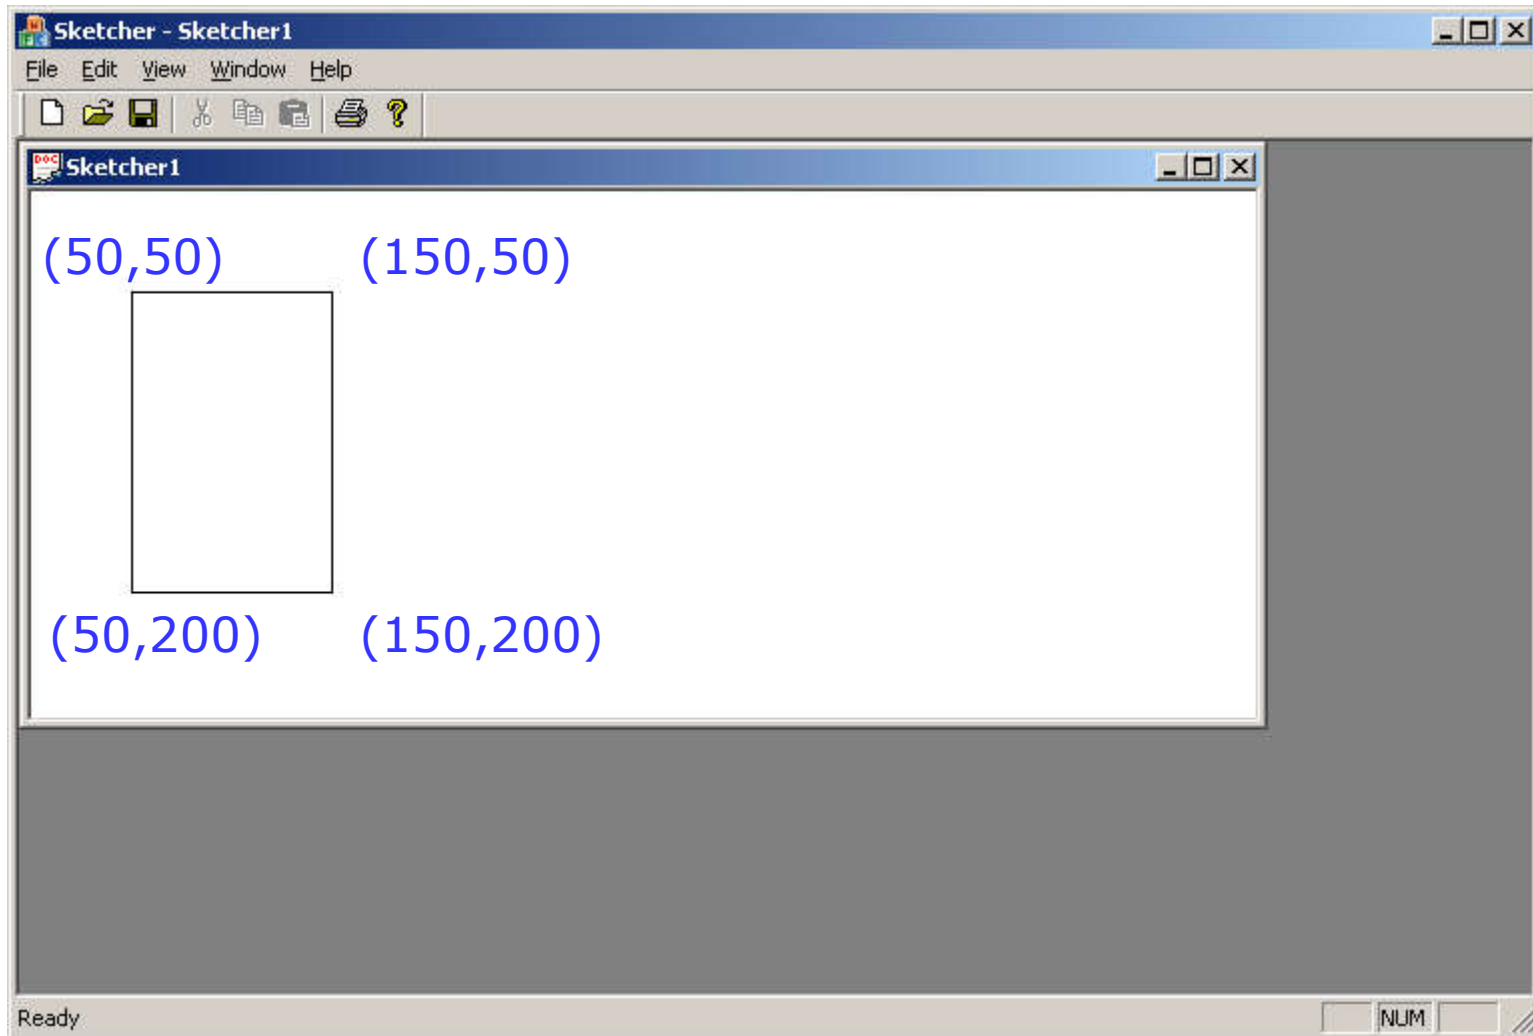 Sketcher - Sketcher1
File Edit View Window Help
Sketcher1
(50,50) (150,50)
(50,200) (150,200)
Ready NUM